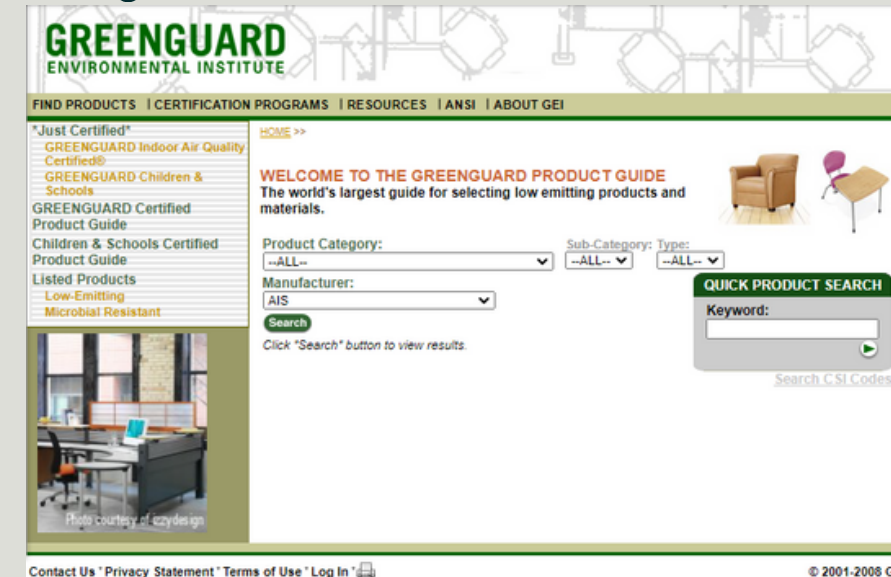 GREENGUARD
ENVIRONMENTAL INSTITUTE
FIND PRODUCTS | CERTIFICATION PROGRAMS | RESOURCES | ANSI | ABOUT GEI
*Just Certified*
GREENGUARD Indoor Air Quality
Certified®
GREENGUARD Children &
Schools
GREENGUARD Certified
Product Guide
Children & Schools Certified
Product Guide
Listed Products
Low-Emitting
Microbial Resistant
Photo courtesy of izzydesign
HOME >>
WELCOME TO THE GREENGUARD PRODUCT GUIDE
The world's largest guide for selecting low emitting products and
materials.
Product Category:
--ALL--
Sub-Category:
--ALL--
Type:
--ALL--
Manufacturer:
AIS
Search
Click "Search" button to view results.
QUICK PRODUCT SEARCH
Keyword:
Search CSI Codes
Contact Us * Privacy Statement * Terms of Use * Log In *
© 2001-2008